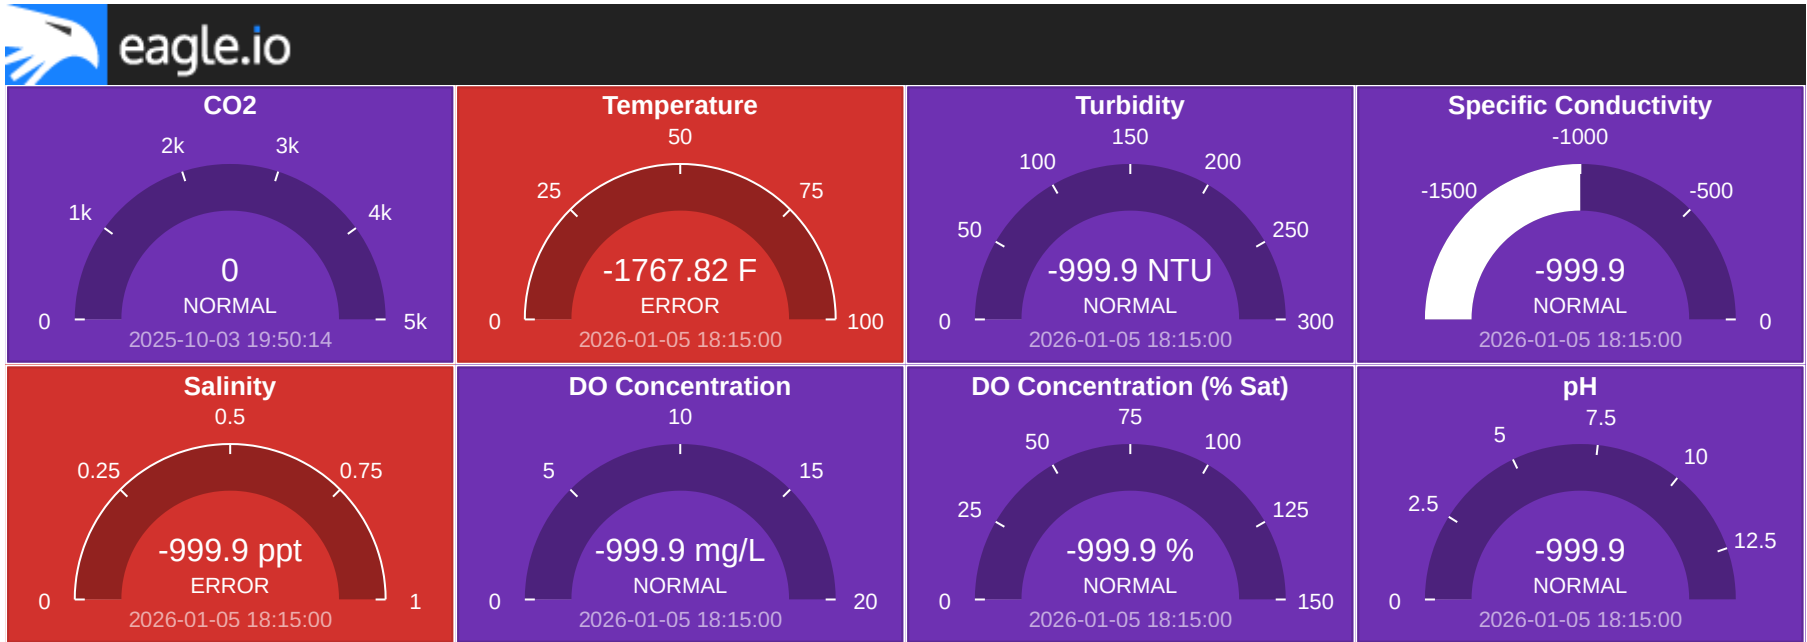 eagle.io
CO2
2k
3k
1k
4k
0
NORMAL
0
5k
2025-10-03 19:50:14
Temperature
50
25
75
-1767.82 F
ERROR
0
100
2026-01-05 18:15:00
Turbidity
150
100
200
50
250
-999.9 NTU
NORMAL
0
300
2026-01-05 18:15:00
Specific Conductivity
-1000
-1500
-500
-999.9
NORMAL
0
2026-01-05 18:15:00
Salinity
0.5
0.25
0.75
-999.9 ppt
ERROR
0
1
2026-01-05 18:15:00
DO Concentration
10
5
15
-999.9 mg/L
NORMAL
0
20
2026-01-05 18:15:00
DO Concentration (% Sat)
75
50
100
25
125
-999.9 %
NORMAL
0
150
2026-01-05 18:15:00
pH
7.5
5
10
2.5
12.5
-999.9
NORMAL
0
2026-01-05 18:15:00